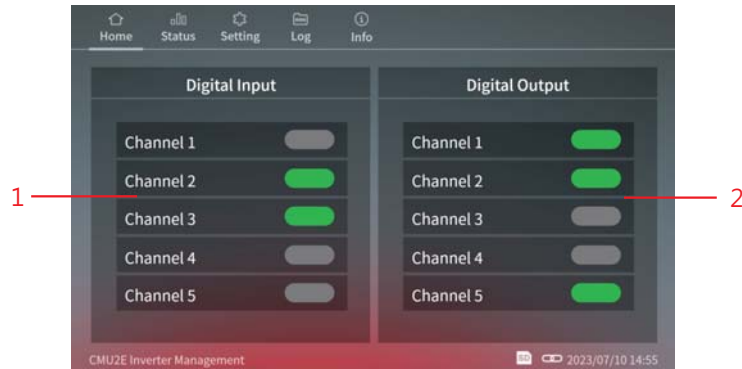 Home Status Setting Log Info
Digital Input
Channel 1
Channel 2
Channel 3
Channel 4
Channel 5
Digital Output
Channel 1
Channel 2
Channel 3
Channel 4
Channel 5
1
2
CMU2E Inverter Management
SD 2023/07/10 14:55